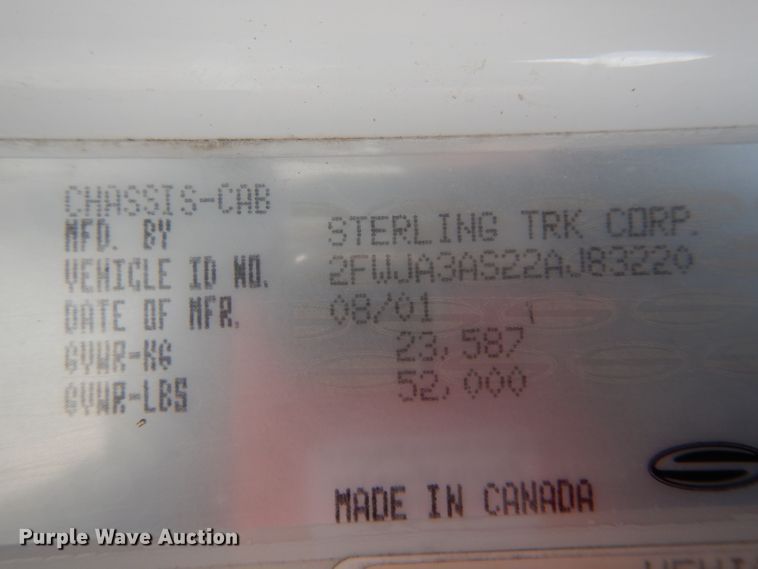 CHASSIS-CAB
MFD. BY STERLING TRK CORP.
VEHICLE ID NO. 2FWJA3AS22AJ83220
DATE OF MFR. 08/01
GVWR-KG 23,587
GVWR-LBS 52,000
MADE IN CANADA
Purple Wave Auction